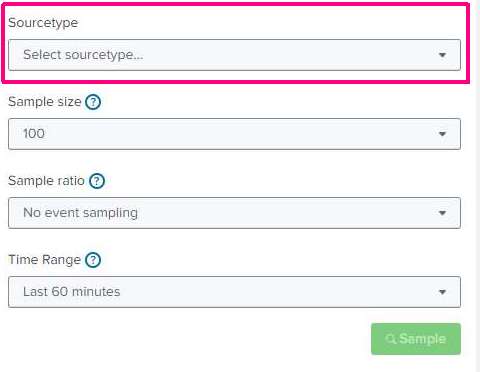 Sourcetype
Select sourcetype...
Sample size ?
100
Sample ratio ?
No event sampling
Time Range ?
Last 60 minutes
Sample